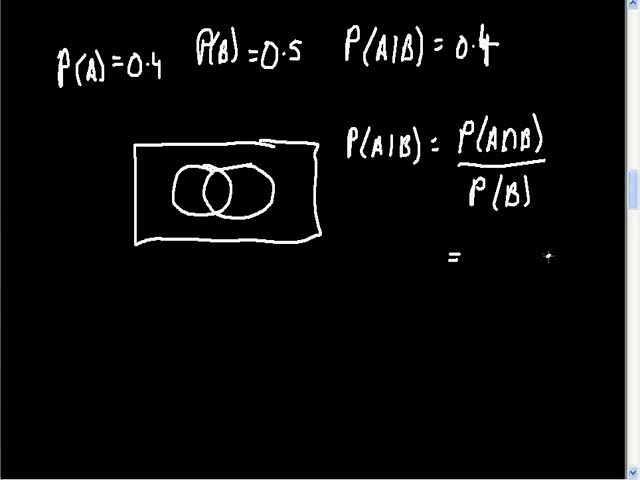 P(A) = 0.4 P(B) = 0.5 P(A|B) = 0.4
P(A|B) = P(A∩B)
P(B)
=